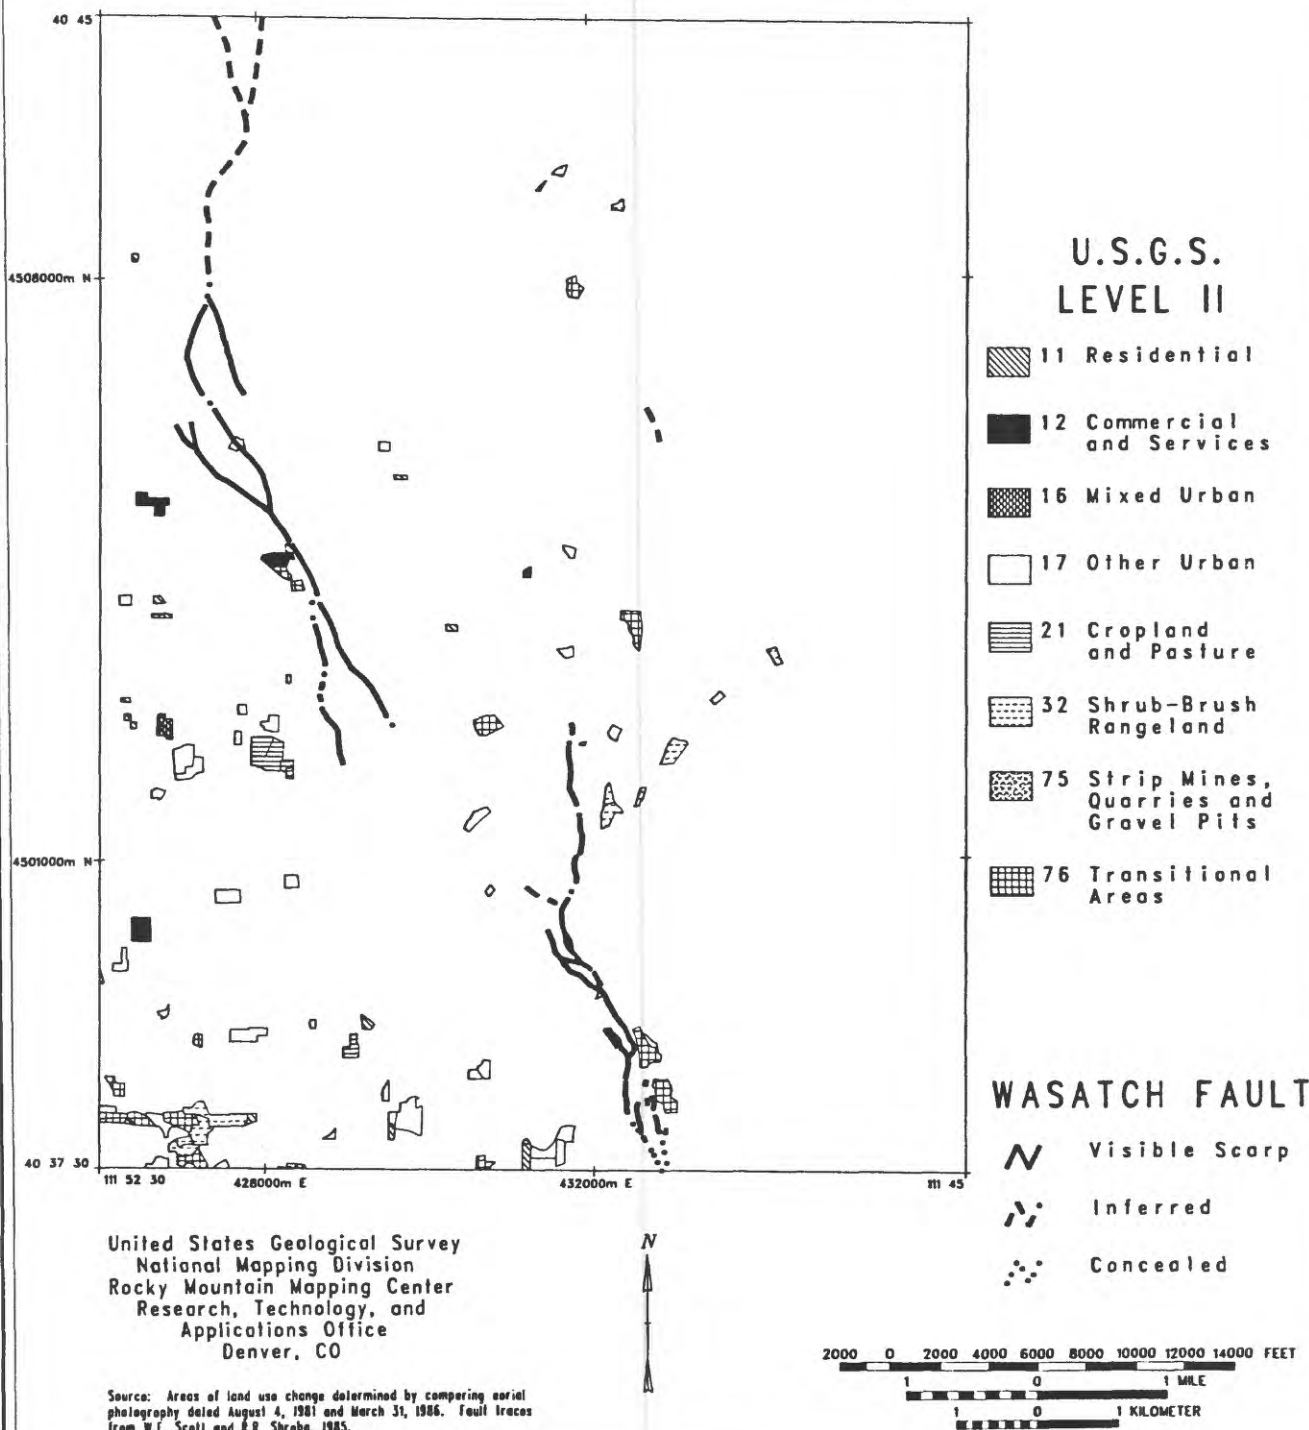 40 45
4508000m N
4501000m N
40 37 30
111 52 30
428000m E
432000m E
111 45
U.S.G.S.
LEVEL II
11 Residential
12 Commercial
and Services
16 Mixed Urban
17 Other Urban
21 Cropland
and Pasture
32 Shrub-Brush
Rangeland
75 Strip Mines,
Quarries and
Gravel Pits
76 Transitional
Areas
WASATCH FAULT
Visible Scarp
Inferred
Concealed
United States Geological Survey
National Mapping Division
Rocky Mountain Mapping Center
Research, Technology, and
Applications Office
Denver, CO
N
Source: Areas of land use change determined by comparing aerial
photography dated August 4, 1981 and March 31, 1986. Fault traces
from W.E. Scott and R.R. Shroba, 1985.
2000 0 2000 4000 6000 8000 10000 12000 14000 FEET
1 0 1 MILE
1 0 1 KILOMETER